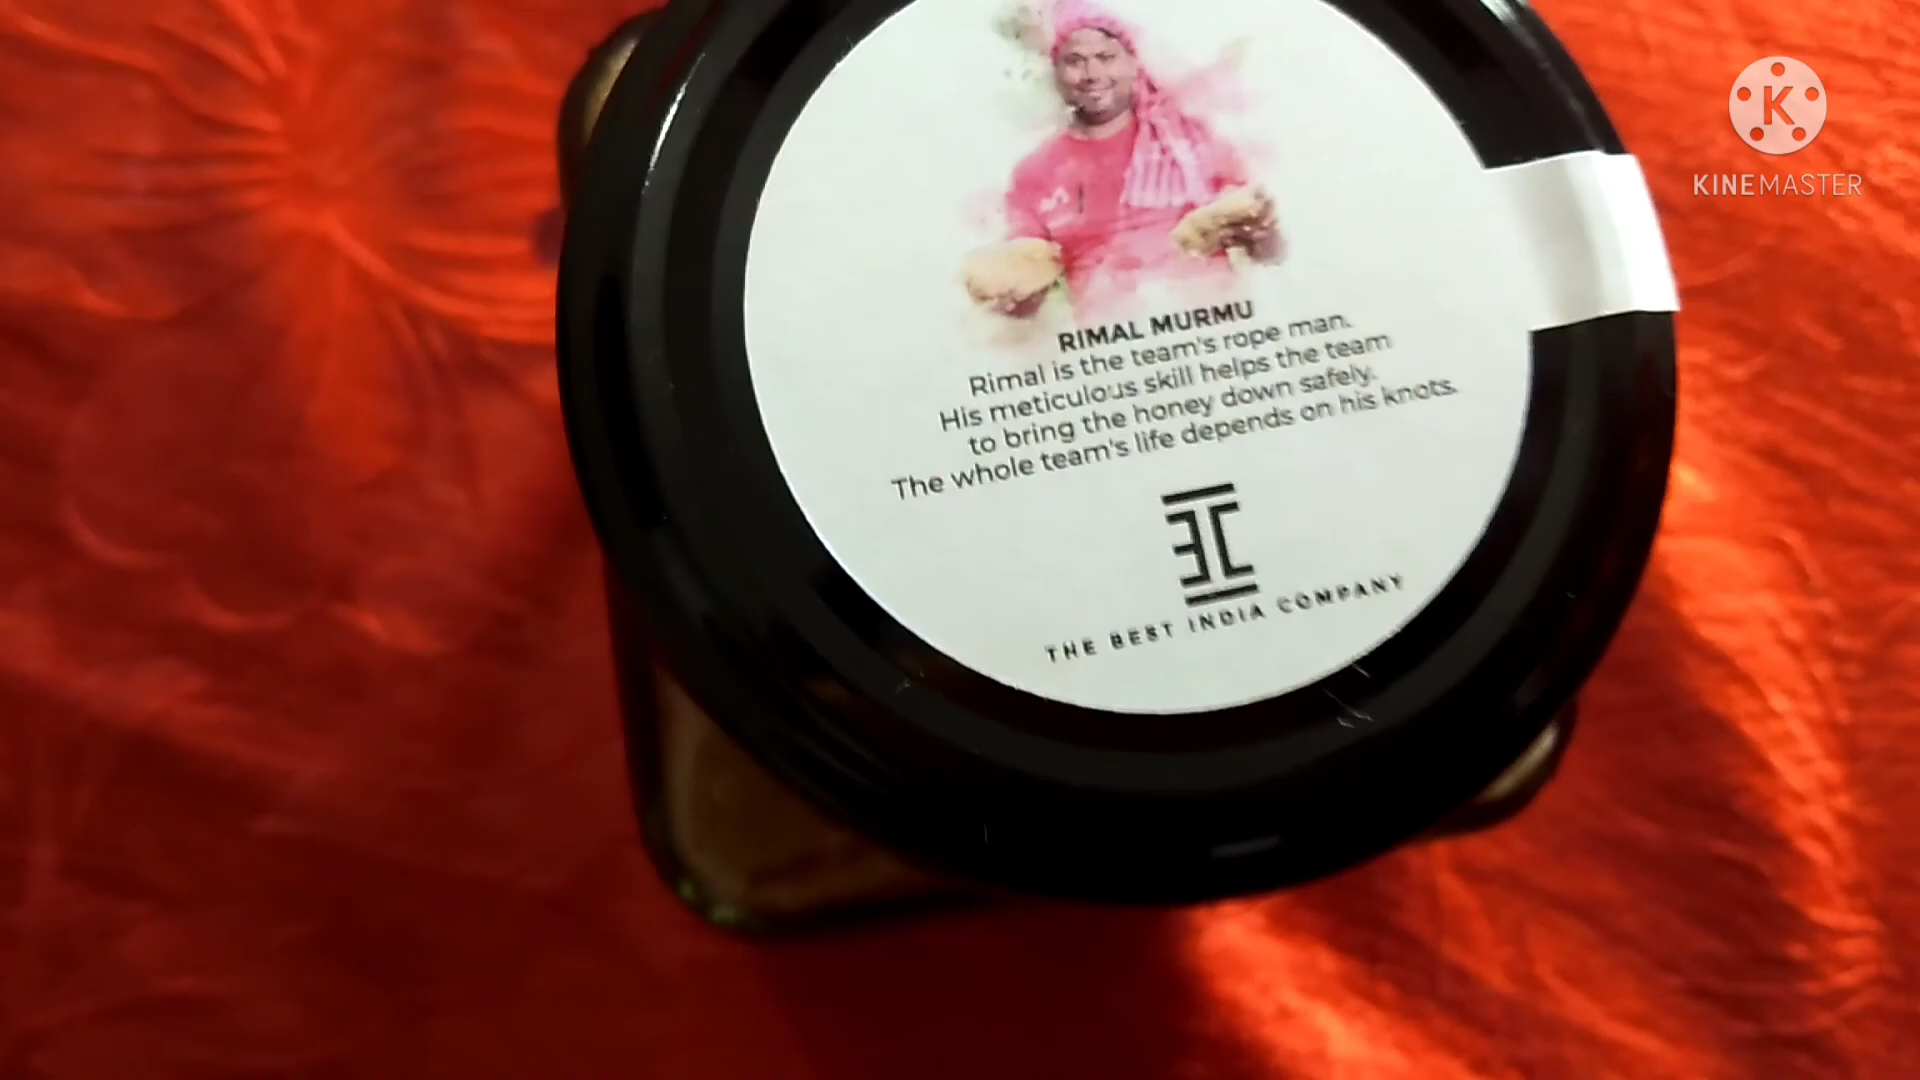 K
KINEMASTER
RIMAL MURMU
Rimal is the team's rope man.
His meticulous skill helps the team
to bring the honey down safely.
The whole team's life depends on his knots.
THE BEST INDIA COMPANY